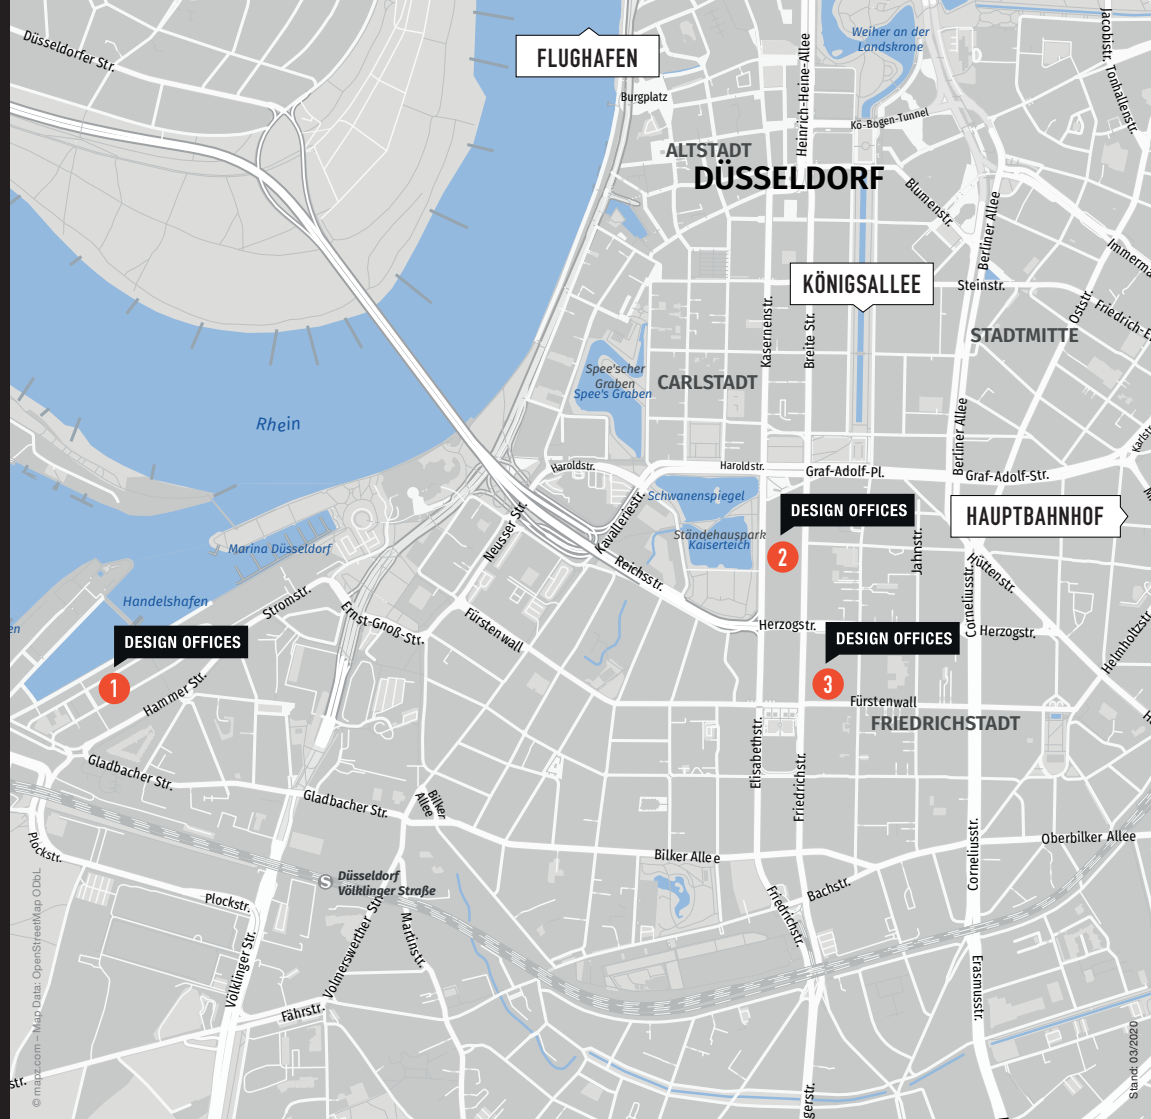 Düsseldorfer Str.
FLUGHAFEN
Weiher an der
Landskrone
Jacobistr.
Tonhallenstr.
Burgplatz
Heinrich-Heine-Allee
Kö-Bogen-Tunnel
ALTSTADT
DÜSSELDORF
Blumenstr.
Berliner Allee
Immerma
KÖNIGSALLEE
Steinstr.
Oststr.
Friedrich-E
STADTMITTE
Kasernenstr.
Breite Str.
Spee'scher
Graben
Spee's Graben
CARLSTADT
Rhein
Berliner Allee
Karlstr
Haroldstr.
Haroldstr.
Graf-Adolf-Pl.
Graf-Adolf-Str.
Schwanenspiegel
DESIGN OFFICES
HAUPTBAHNHOF
Neusser Str.
Kavalleriestr.
Ständehauspark
Kaiserteich
2
Jahnstr.
Marina Düsseldorf
Reichsstr.
Hüttenstr.
Corneliusstr.
Handelshafen
Stromstr.
Ernst-Gnoß-Str.
Fürstenwall
Herzogstr.
DESIGN OFFICES
Herzogstr.
Helmholtzstr
en
DESIGN OFFICES
1
Hammer Str.
3
Fürstenwall
FRIEDRICHSTADT
Elisabethstr.
Friedrichstr.
Gladbacher Str.
Gladbacher Str.
Bilker
Allee
Plockstr.
Bilker Allee
Corneliusstr.
Oberbilker Allee
S
Düsseldorf
Völklinger Straße
Plockstr.
Friedrichstr.
Bachstr.
Volmerswerther Str.
Martinstr.
Völklinger Str.
Erasmusstr.
Fährstr.
str.
gerstr.
© mapz.com – Map Data: OpenStreetMap ODbL
Stand: 03/2020